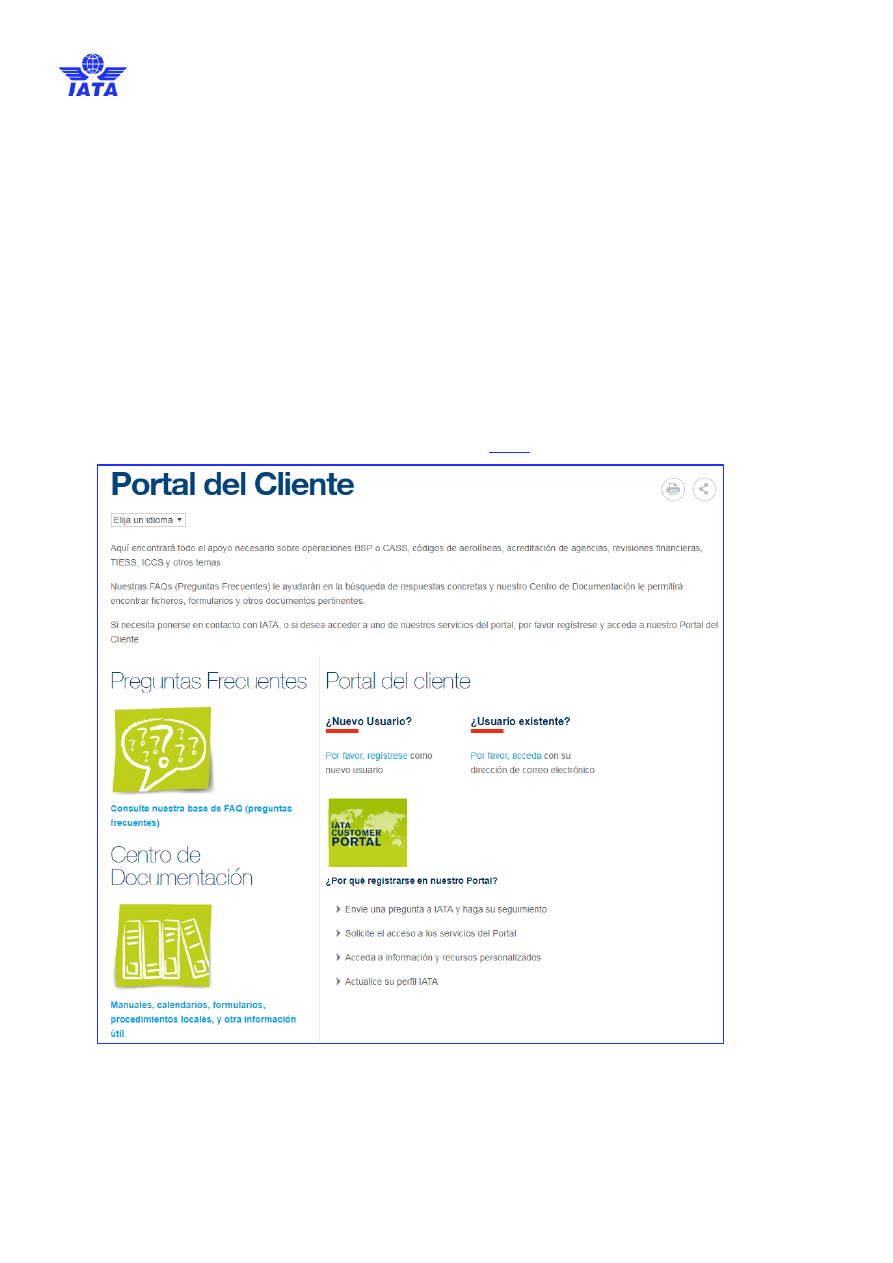 IATA
Portal del Cliente
Elija un idioma
Aquí encontrará todo el apoyo necesario sobre operaciones BSP o CASS, códigos de aerolíneas, acreditación de agencias, revisiones financieras,
TIESS, ICCS y otros temas
Nuestras FAQs (Preguntas Frecuentes) le ayudarán en la búsqueda de respuestas concretas y nuestro Centro de Documentación le permitirá
encontrar ficheros, formularios y otros documentos pertinentes.
Si necesita ponerse en contacto con IATA, o si desea acceder a uno de nuestros servicios del portal, por favor regístrese y acceda a nuestro Portal del
Cliente
Preguntas Frecuentes
Consulte nuestra base de FAQ (preguntas
frecuentes)
Centro de
Documentación
Manuales, calendarios, formularios,
procedimientos locales, y otra información
útil
Portal del cliente
¿Nuevo Usuario?
Por favor, regístrese como
nuevo usuario
¿Usuario existente?
Por favor, acceda con su
dirección de correo electrónico
IATA
CUSTOMER
PORTAL
¿Por qué registrarse en nuestro Portal?
Envíe una pregunta a IATA y haga su seguimiento
Solicite el acceso a los servicios del Portal
Acceda a información y recursos personalizados
Actualice su perfil IATA